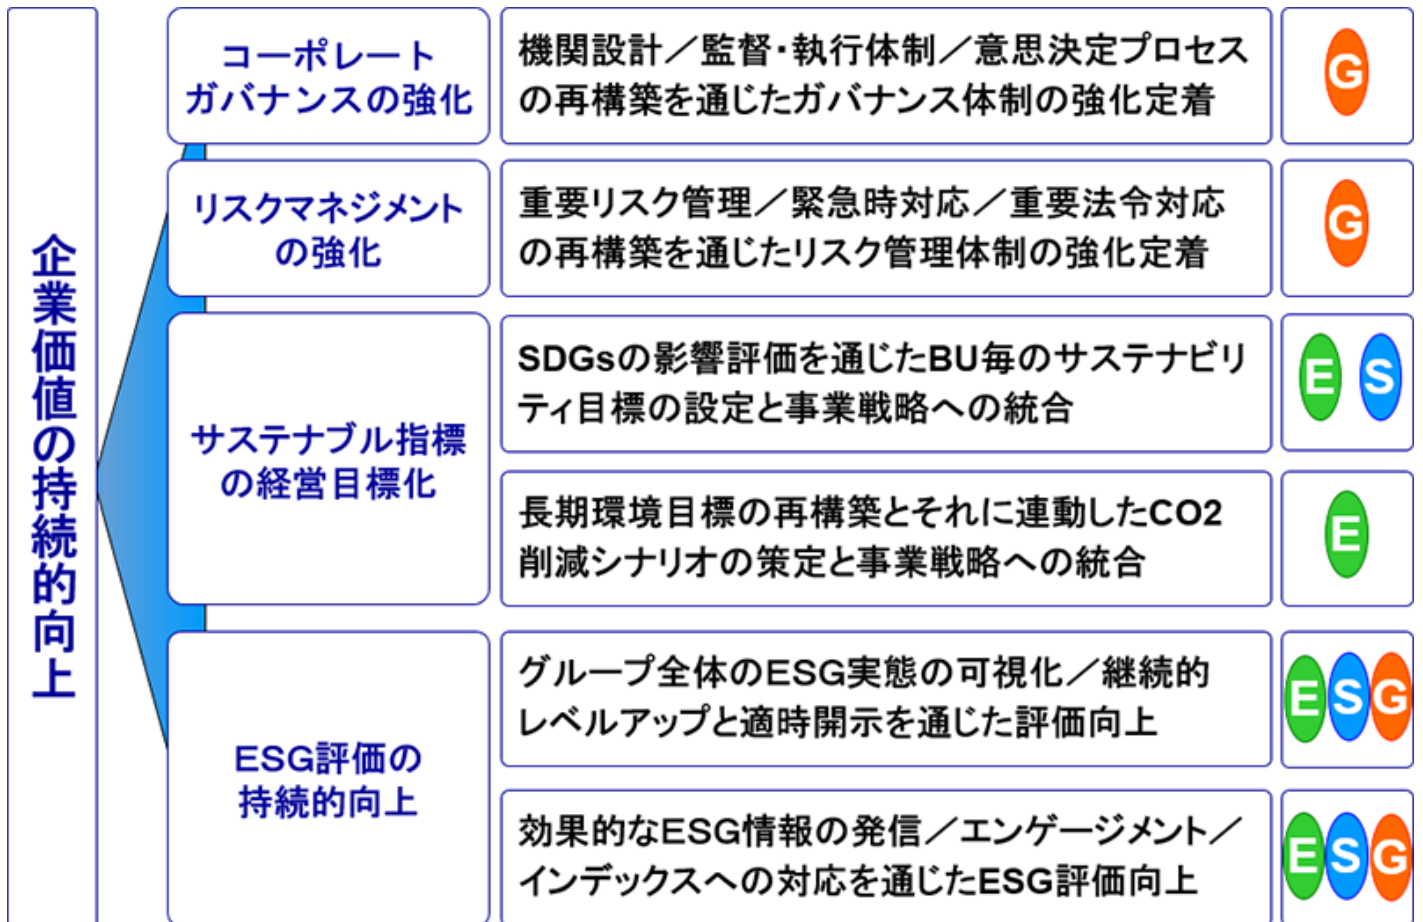 企業価値の持続的向上
コーポレート
ガバナンスの強化
機関設計／監督・執行体制／意思決定プロセス
の再構築を通じたガバナンス体制の強化定着
G
リスクマネジメント
の強化
重要リスク管理／緊急時対応／重要法令対応
の再構築を通じたリスク管理体制の強化定着
G
サステナブル指標
の経営目標化
SDGsの影響評価を通じたBU毎のサステナビリ
ティ目標の設定と事業戦略への統合
E S
長期環境目標の再構築とそれに連動したCO2
削減シナリオの策定と事業戦略への統合
E
ESG評価の
持続的向上
グループ全体のESG実態の可視化／継続的
レベルアップと適時開示を通じた評価向上
ESG
効果的なESG情報の発信／エンゲージメント／
インデックスへの対応を通じたESG評価向上
ESG